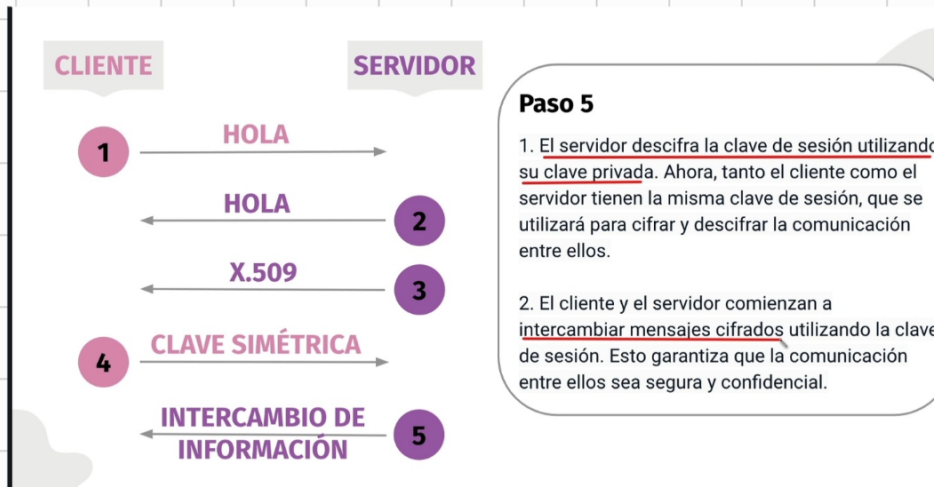 CLIENTE
SERVIDOR
1
HOLA
HOLA
2
X.509
3
4
CLAVE SIMÉTRICA
INTERCAMBIO DE
INFORMACIÓN
5
Paso 5
1. El servidor descifra la clave de sesión utilizando
su clave privada. Ahora, tanto el cliente como el
servidor tienen la misma clave de sesión, que se
utilizará para cifrar y descifrar la comunicación
entre ellos.
2. El cliente y el servidor comienzan a
intercambiar mensajes cifrados utilizando la clave
de sesión. Esto garantiza que la comunicación
entre ellos sea segura y confidencial.